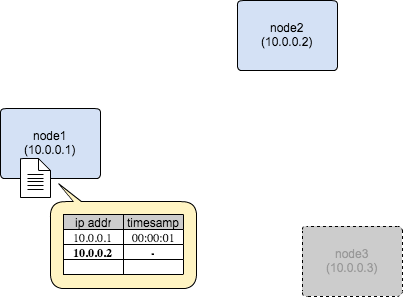 node2
(10.0.0.2)
node1
(10.0.0.1)
ip addr timesamp
10.0.0.1 00:00:01
10.0.0.2 -
node3
(10.0.0.3)